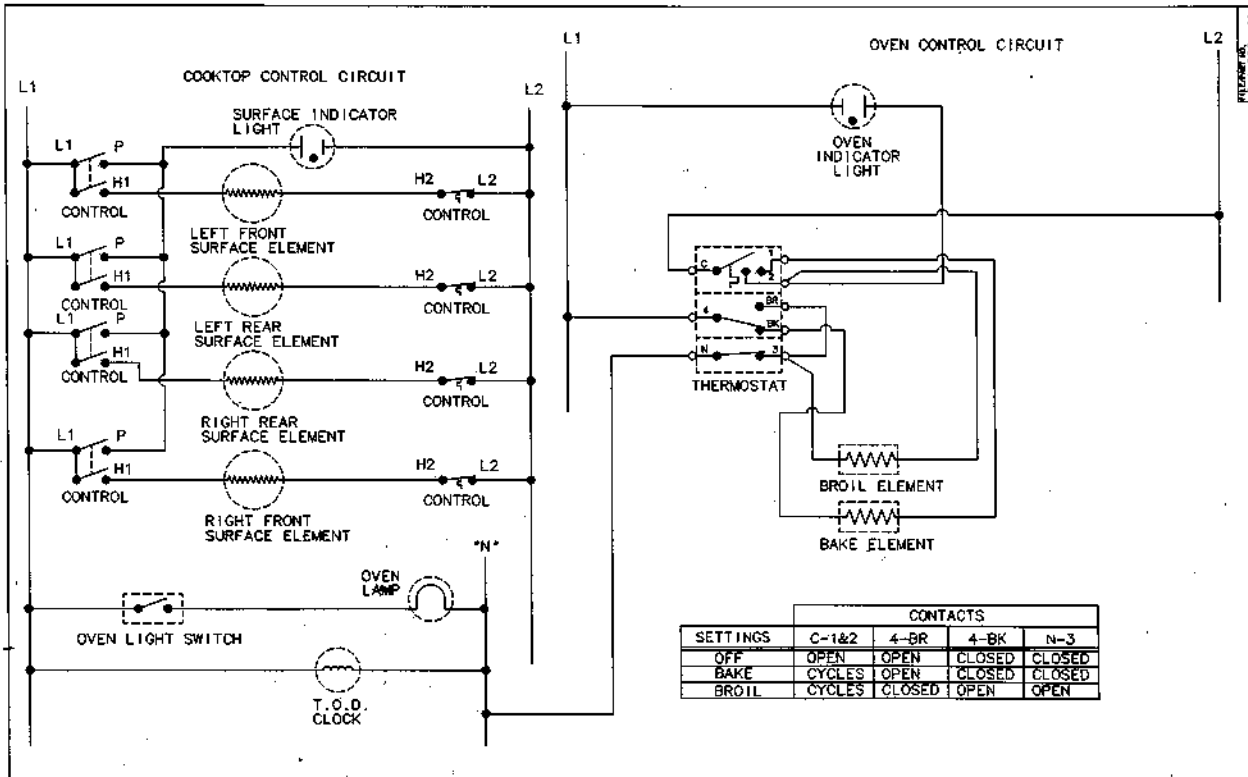 COOKTOP CONTROL CIRCUIT
L1
L2
SURFACE INDICATOR
LIGHT
L1
P
H1
CONTROL
H2
L2
CONTROL
LEFT FRONT
SURFACE ELEMENT
L1
P
H1
CONTROL
H2
L2
CONTROL
LEFT REAR
SURFACE ELEMENT
L1
P
H1
CONTROL
H2
L2
CONTROL
RIGHT REAR
SURFACE ELEMENT
L1
P
H1
CONTROL
H2
L2
CONTROL
RIGHT FRONT
SURFACE ELEMENT
"N"
OVEN
LAMP
OVEN LIGHT SWITCH
T.O.D.
CLOCK
L1
OVEN CONTROL CIRCUIT
L2
OVEN
INDICATOR
LIGHT
C
1
2
4
BR
BK
N
3
THERMOSTAT
BROIL ELEMENT
BAKE ELEMENT
CONTACTS
SETTINGS C-1&2 4-BR 4-BK N-3
OFF OPEN OPEN CLOSED CLOSED
BAKE CYCLES OPEN CLOSED CLOSED
BROIL CYCLES CLOSED OPEN OPEN